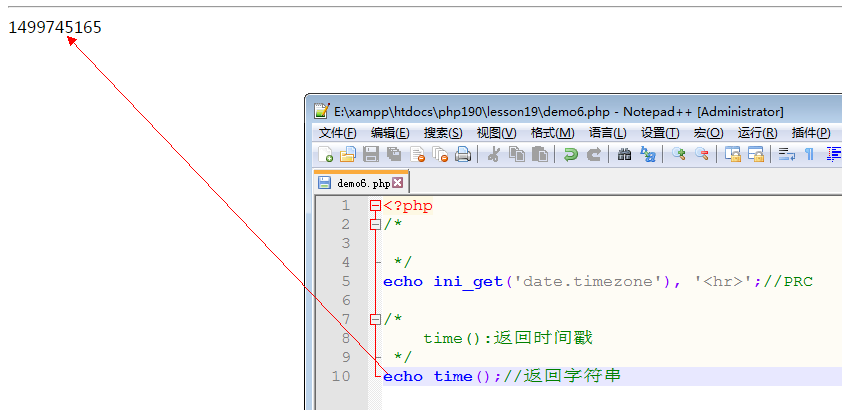 1499745165
E:\xampp\htdocs\php190\lesson19\demo6.php - Notepad++ [Administrator]
文件(F) 编辑(E) 搜索(S) 视图(V) 格式(M) 语言(L) 设置(T) 宏(O) 运行(R) 插件(P)
demo6.php
1 <?php
2 /*
3
4 */
5 echo ini_get('date.timezone'), '<hr>';//PRC
6
7 /*
8 time():返回时间戳
9 */
10 echo time();//返回字符串